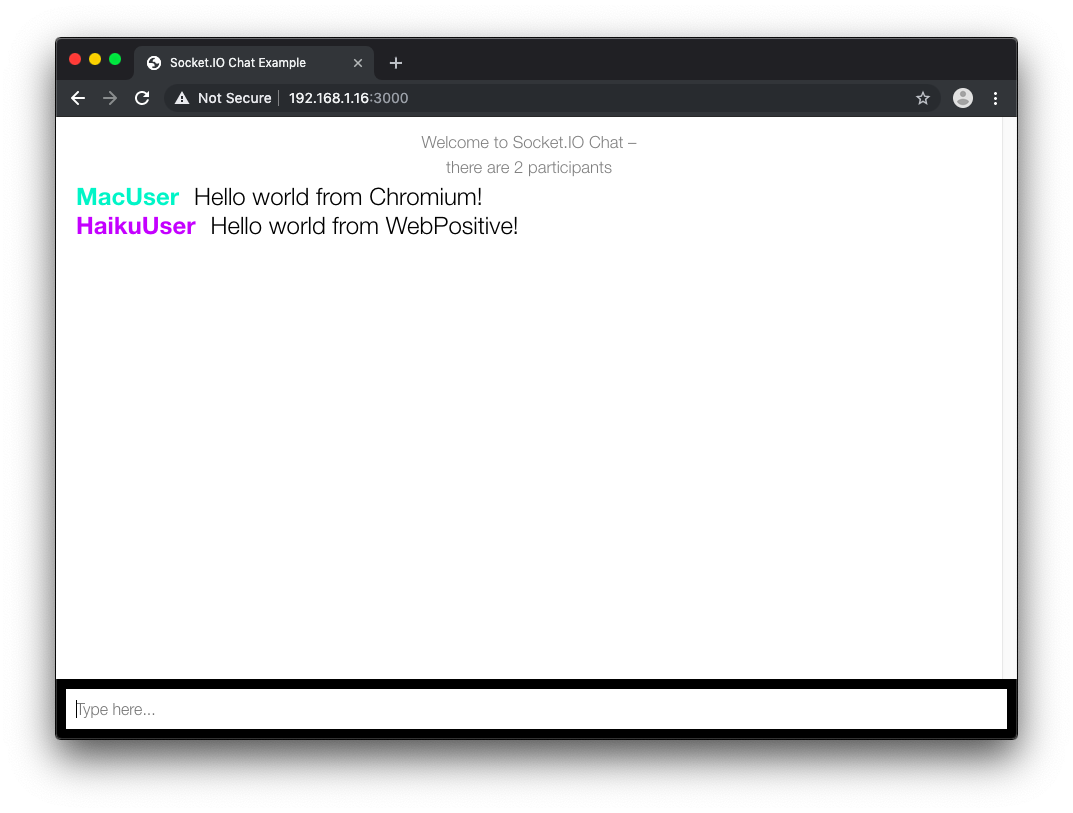 Socket.IO Chat Example
Not Secure 192.168.1.16:3000
Welcome to Socket.IO Chat –
there are 2 participants
MacUser Hello world from Chromium!
HaikuUser Hello world from WebPositive!
Type here...